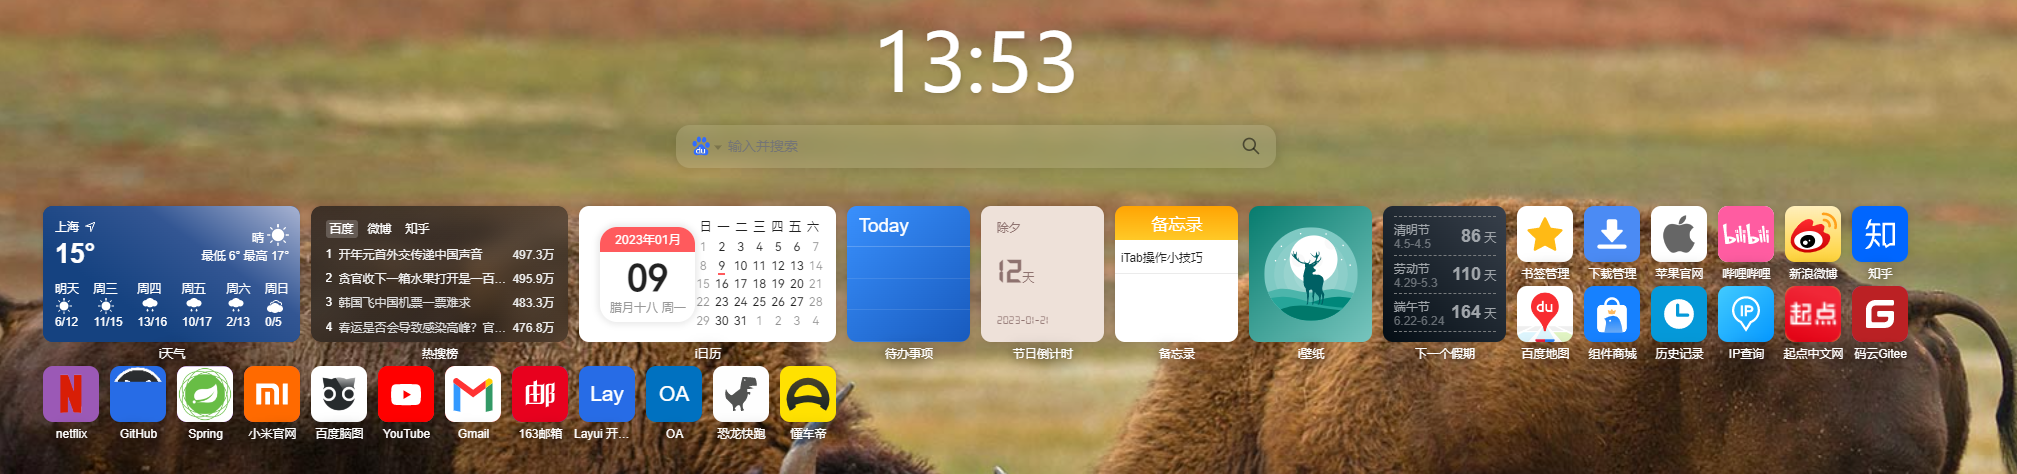 13:53
du 输入并搜索
上海
15°
晴
最低 6° 最高 17°
明天 周三 周四 周五 周六 周日
6/12 11/15 13/16 10/17 2/13 0/5
i天气
百度 微博 知乎
1 开年元首外交传递中国声音 497.3万
2 贪官收下一箱水果打开是一百... 495.9万
3 韩国飞中国机票一票难求 483.3万
4 春运是否会导致感染高峰？官... 476.8万
热搜榜
2023年01月
09
腊月十八 周一
日 一 二 三 四 五 六
1 2 3 4 5 6 7
8 9 10 11 12 13 14
15 16 17 18 19 20 21
22 23 24 25 26 27 28
29 30 31 1 2 3 4
i日历
Today
待办事项
除夕
12天
2023-01-21
节日倒计时
备忘录
iTab操作小技巧
备忘录
i壁纸
清明节
4.5-4.5
86 天
劳动节
4.29-5.3
110 天
端午节
6.22-6.24
164 天
下一个假期
书签管理
下载管理
苹果官网
bilibili
哔哩哔哩
新浪微博
知
知乎
du
百度地图
组件商城
历史记录
IP
IP查询
起点
起点中文网
G
码云Gitee
N
netflix
GitHub
Spring
mi
小米官网
百度脑图
YouTube
Gmail
邮
163邮箱
Lay
Layui 开...
OA
OA
恐龙快跑
懂车帝